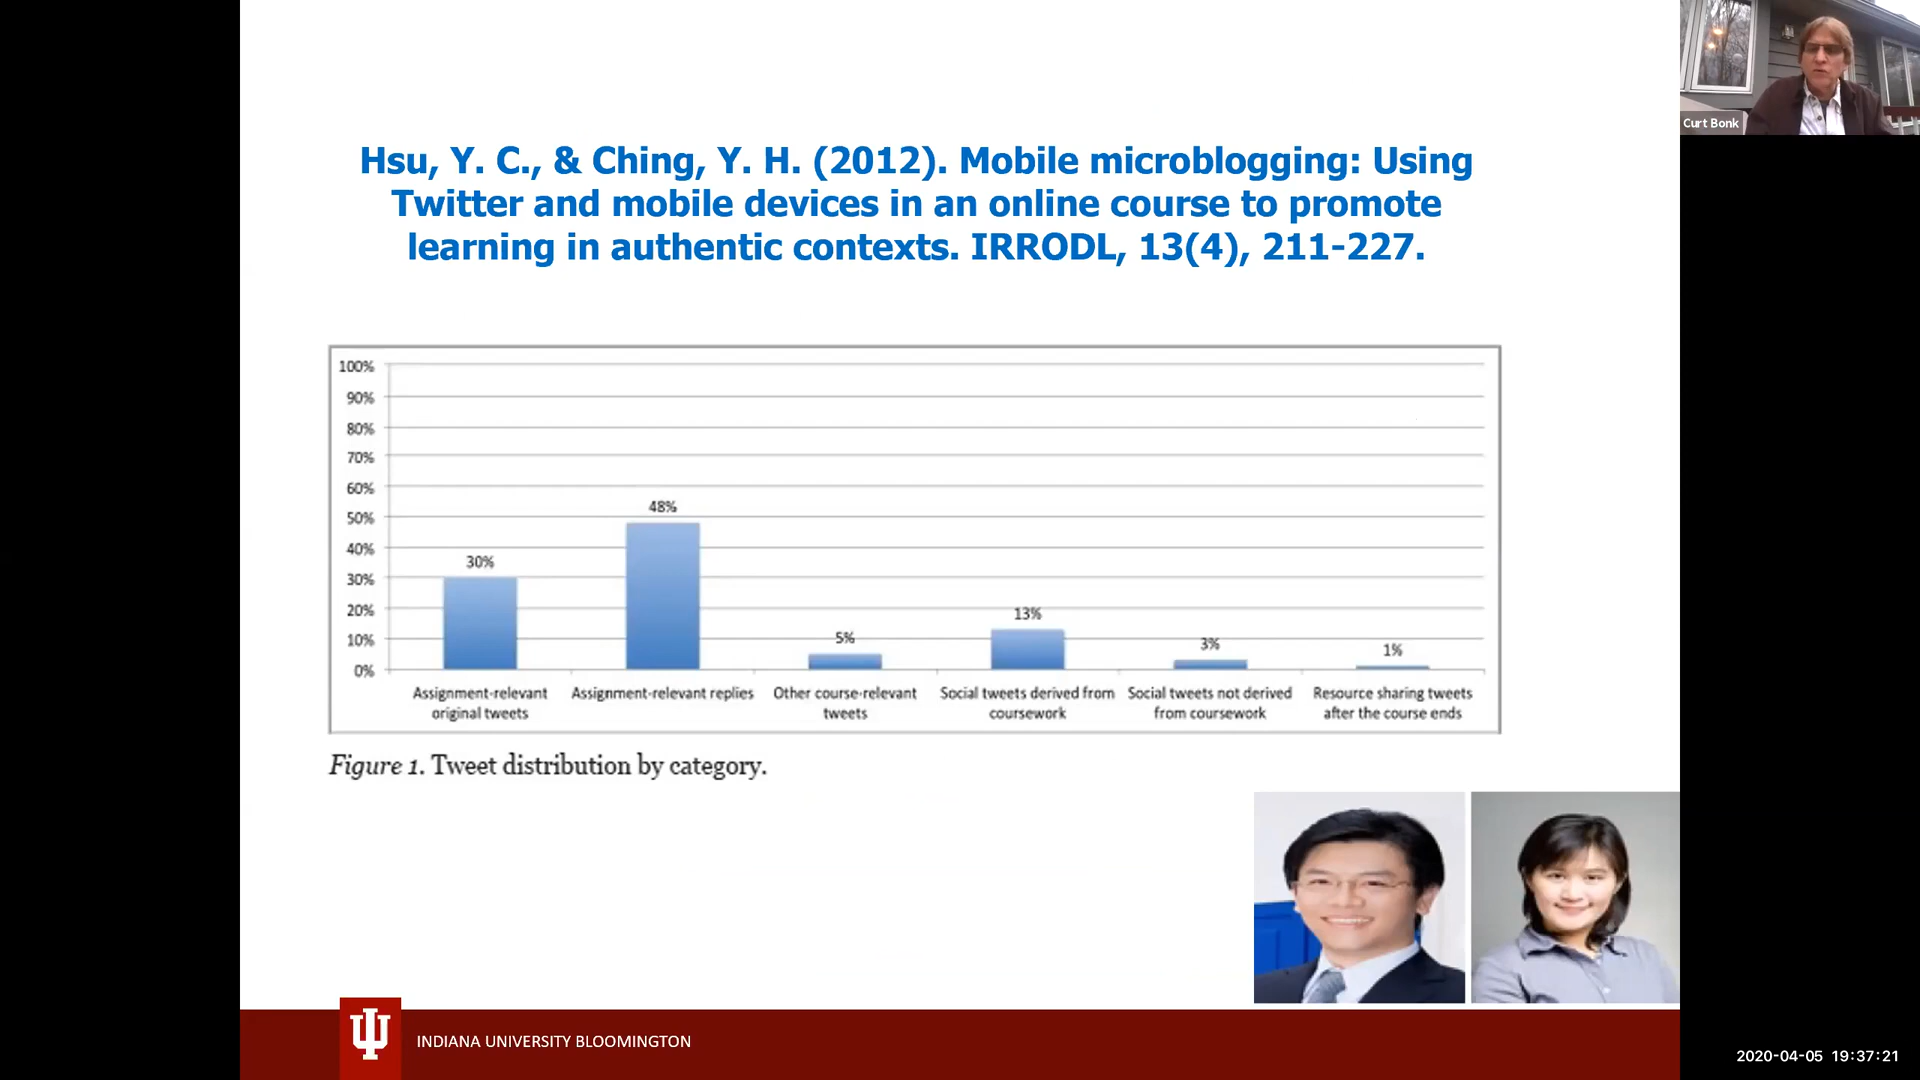 Curt Bonk
Hsu, Y. C., & Ching, Y. H. (2012). Mobile microblogging: Using
Twitter and mobile devices in an online course to promote
learning in authentic contexts. IRRODL, 13(4), 211-227.
100%
90%
80%
70%
60%
50%
40%
30%
20%
10%
0%
30%
48%
5%
13%
3%
1%
Assignment-relevant
original tweets
Assignment-relevant replies
Other course-relevant
tweets
Social tweets derived from
coursework
Social tweets not derived
from coursework
Resource sharing tweets
after the course ends
Figure 1. Tweet distribution by category.
INDIANA UNIVERSITY BLOOMINGTON
2020-04-05 19:37:21